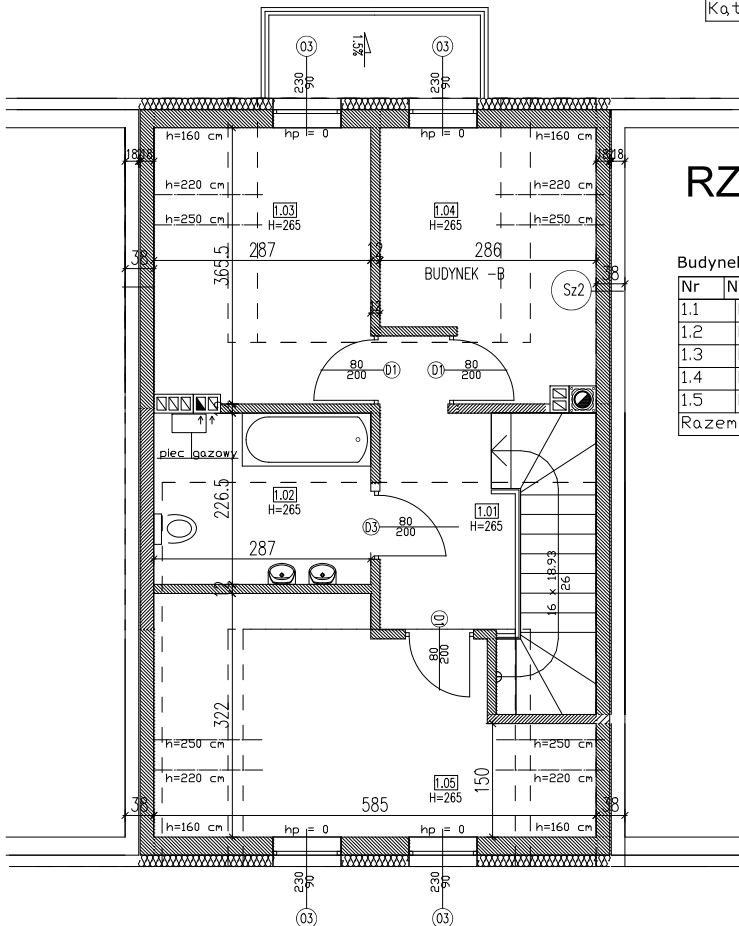 Kąt
03
03
1.5%
230
90
230
90
h=160 cm
hp = 0
hp = 0
h=160 cm
18
18
18
18
RZ
h=220 cm
h=220 cm
1.03
H=265
1.04
H=265
h=250 cm
h=250 cm
38
287
365.5
12
286
38
BUDYNEK -B
Budynek
Sz2
Nr
N
1.1
1.2
1.3
1.4
1.5
Razem
12
80
200
D1
D1
80
200
piec gazowy
1.02
H=265
226.5
1.01
H=265
D3
80
200
287
16 x 18.93
26
12
D1
80
200
322
h=250 cm
h=250 cm
h=220 cm
1.05
H=265
150
h=220 cm
38
585
38
h=160 cm
hp = 0
hp = 0
h=160 cm
230
90
230
90
03
03